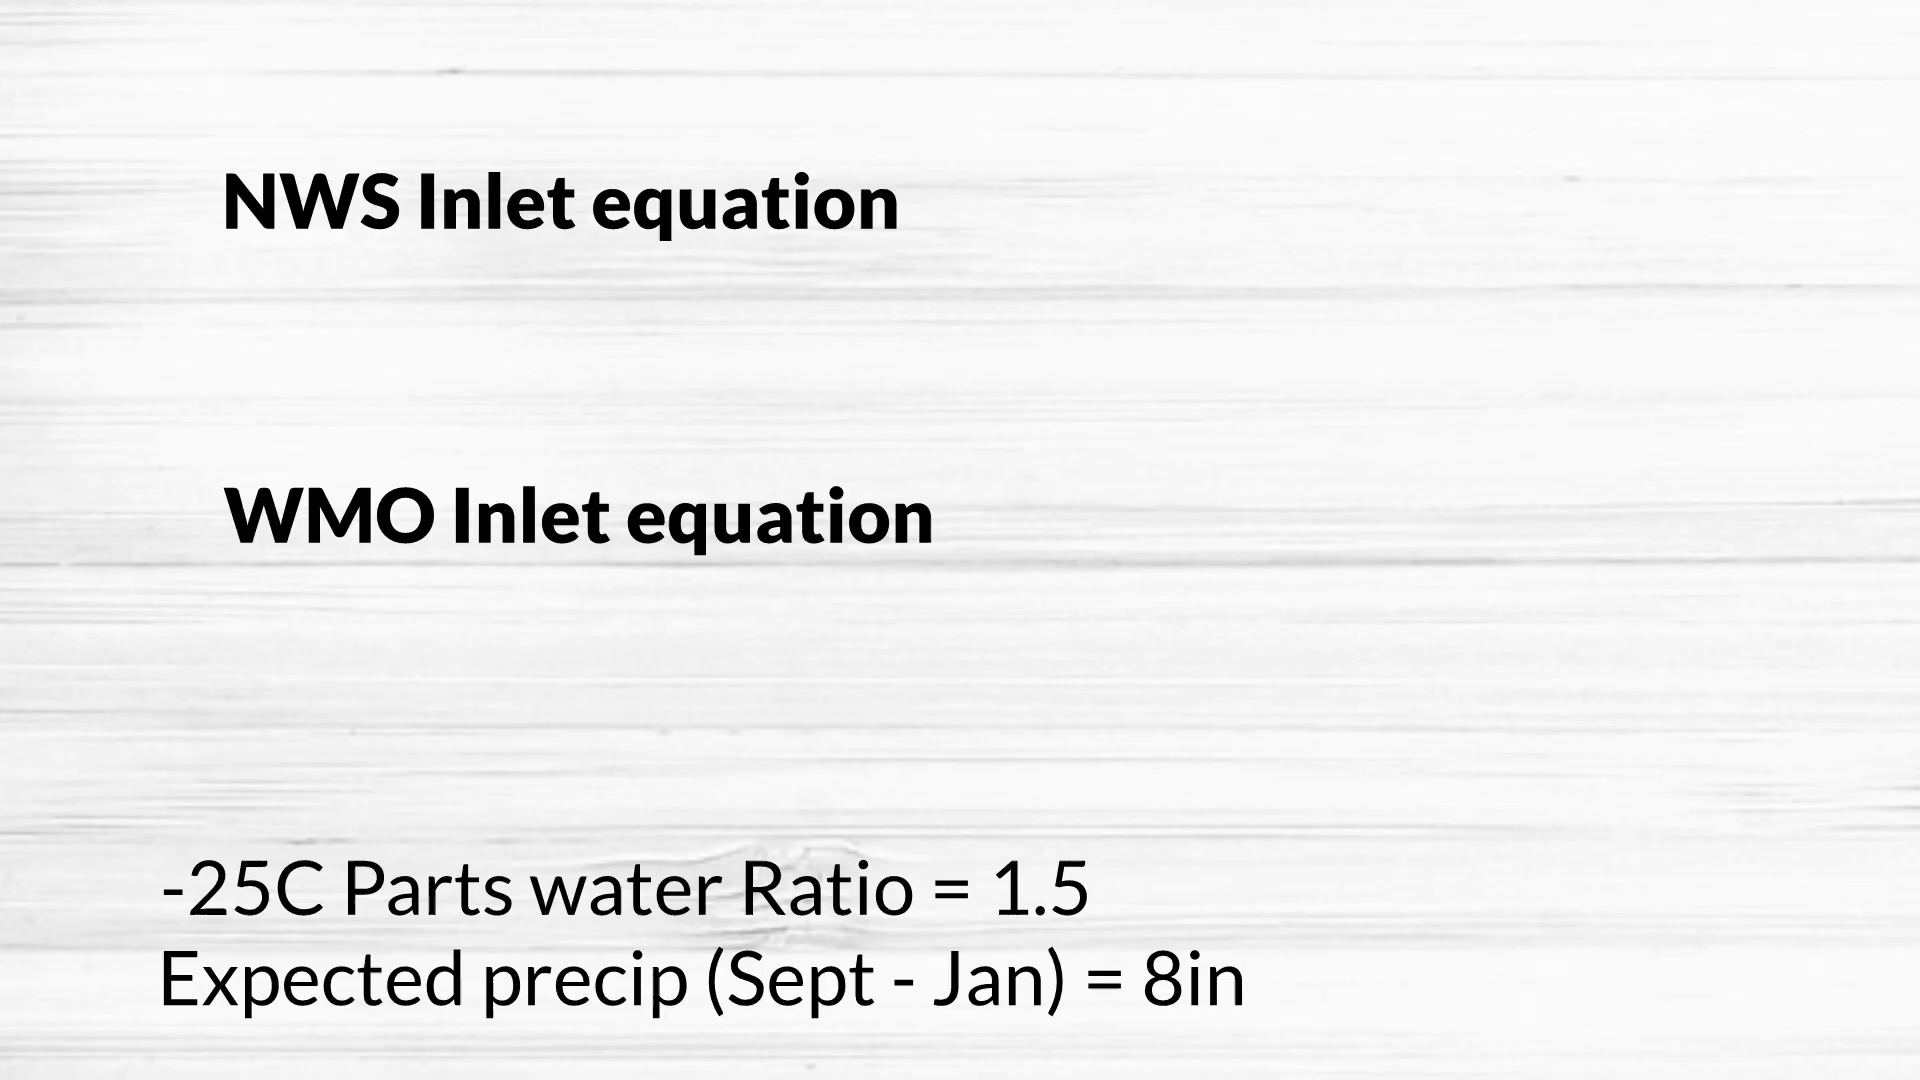 NWS Inlet equation
WMO Inlet equation
-25C Parts water Ratio = 1.5
Expected precip (Sept - Jan) = 8in